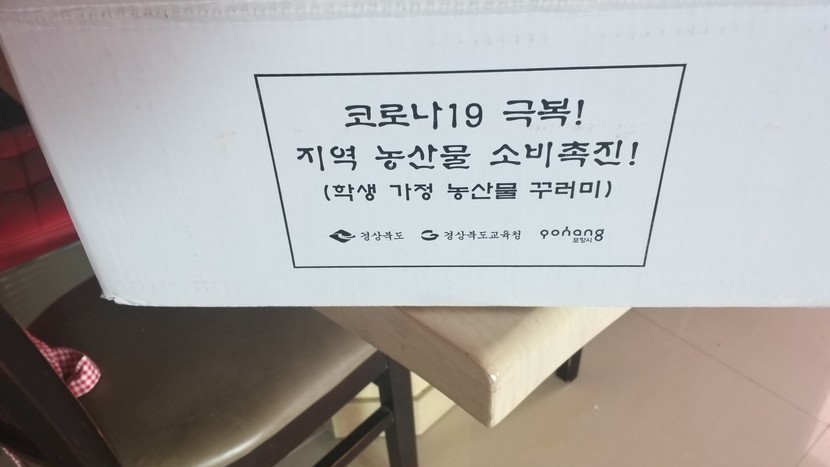 코로나19 극복!
지역 농산물 소비촉진!
(학생 가정 농산물 꾸러미)
경상북도 경상북도교육청 pohang
포항시